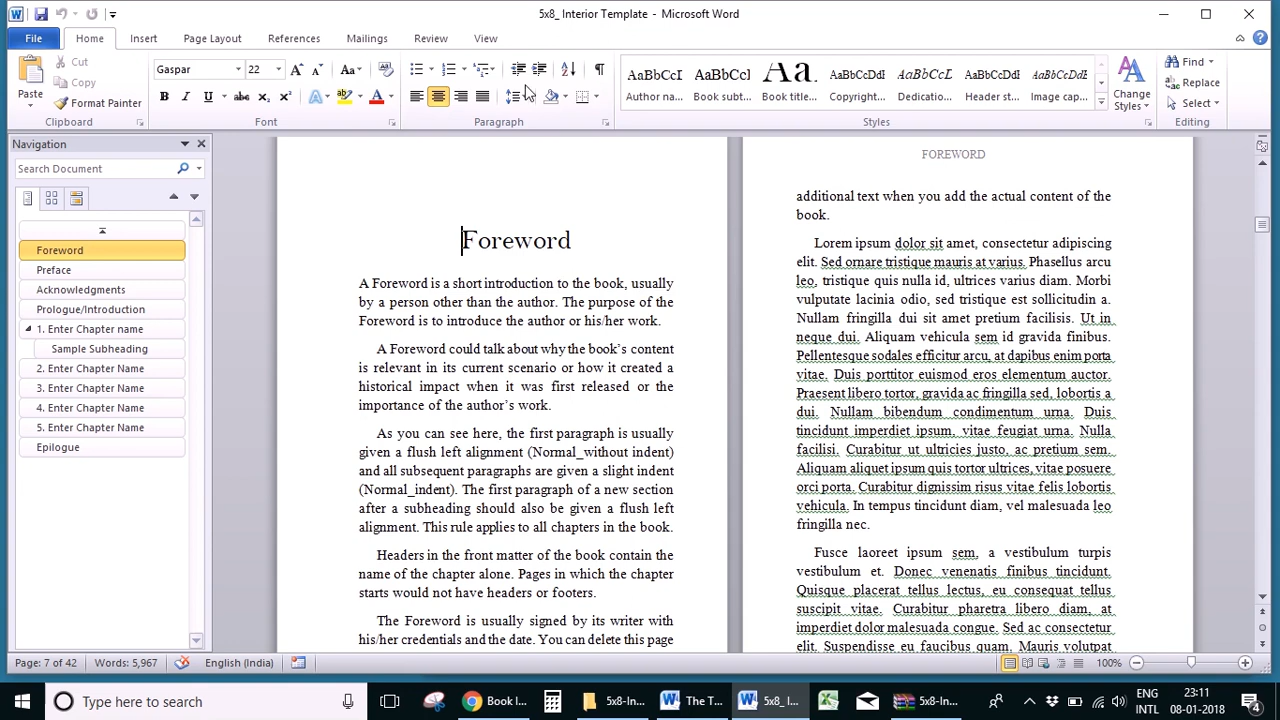 5x8_ Interior Template - Microsoft Word
File Home Insert Page Layout References Mailings Review View
Paste Cut Copy Format Painter Clipboard
Gaspar 22 Font
Paragraph
AaBbCcI AaBbCc Aa. AaBbCcDdI AaBbCcDd AaBbCcDd AaBbCcDd
Author na... Book subt... Book title... Copyright... Dedicatio... Header st... Image cap...
Change Styles Styles
Find Replace Select Editing
Navigation
Search Document
Foreword
Preface
Acknowledgments
Prologue/Introduction
1. Enter Chapter name
Sample Subheading
2. Enter Chapter Name
3. Enter Chapter Name
4. Enter Chapter Name
5. Enter Chapter Name
Epilogue
Foreword
A Foreword is a short introduction to the book, usually
by a person other than the author. The purpose of the
Foreword is to introduce the author or his/her work.
A Foreword could talk about why the book's content
is relevant in its current scenario or how it created a
historical impact when it was first released or the
importance of the author's work.
As you can see here, the first paragraph is usually
given a flush left alignment (Normal_without indent)
and all subsequent paragraphs are given a slight indent
(Normal_indent). The first paragraph of a new section
after a subheading should also be given a flush left
alignment. This rule applies to all chapters in the book.
Headers in the front matter of the book contain the
name of the chapter alone. Pages in which the chapter
starts would not have headers or footers.
The Foreword is usually signed by its writer with
his/her credentials and the date. You can delete this page
FOREWORD
additional text when you add the actual content of the
book.
Lorem ipsum dolor sit amet, consectetur adipiscing
elit. Sed ornare tristique mauris at varius. Phasellus arcu
leo, tristique quis nulla id, ultrices varius diam. Morbi
vulputate lacinia odio, sed tristique est sollicitudin a.
Nullam fringilla dui sit amet pretium facilisis. Ut in
neque dui. Aliquam vehicula sem id gravida finibus.
Pellentesque sodales efficitur arcu, at dapibus enim porta
vitae. Duis porttitor euismod eros elementum auctor.
Praesent libero tortor, gravida ac fringilla sed, lobortis a
dui. Nullam bibendum condimentum urna. Duis
tincidunt imperdiet ipsum, vitae feugiat urna. Nulla
facilisi. Curabitur ut ultricies justo, ac pretium sem.
Aliquam aliquet ipsum quis tortor ultrices, vitae posuere
orci porta. Curabitur dignissim risus vitae felis lobortis
vehicula. In tempus tincidunt diam, vel malesuada leo
fringilla nec.
Fusce laoreet ipsum sem, a vestibulum turpis
vestibulum et. Donec venenatis finibus tincidunt.
Quisque placerat tellus lectus, eu consequat tellus
suscipit vitae. Curabitur pharetra libero diam, at
imperdiet dolor malesuada congue. Sed ac consectetur
elit. Suspendisse eu faucibus quam. Mauris volutpat
Page: 7 of 42 Words: 5,967 English (India) 100%
Type here to search Book I... 5x8-In... The T... 5x8_ I... 5x8-In...
ENG INTL 23:11 08-01-2018 4